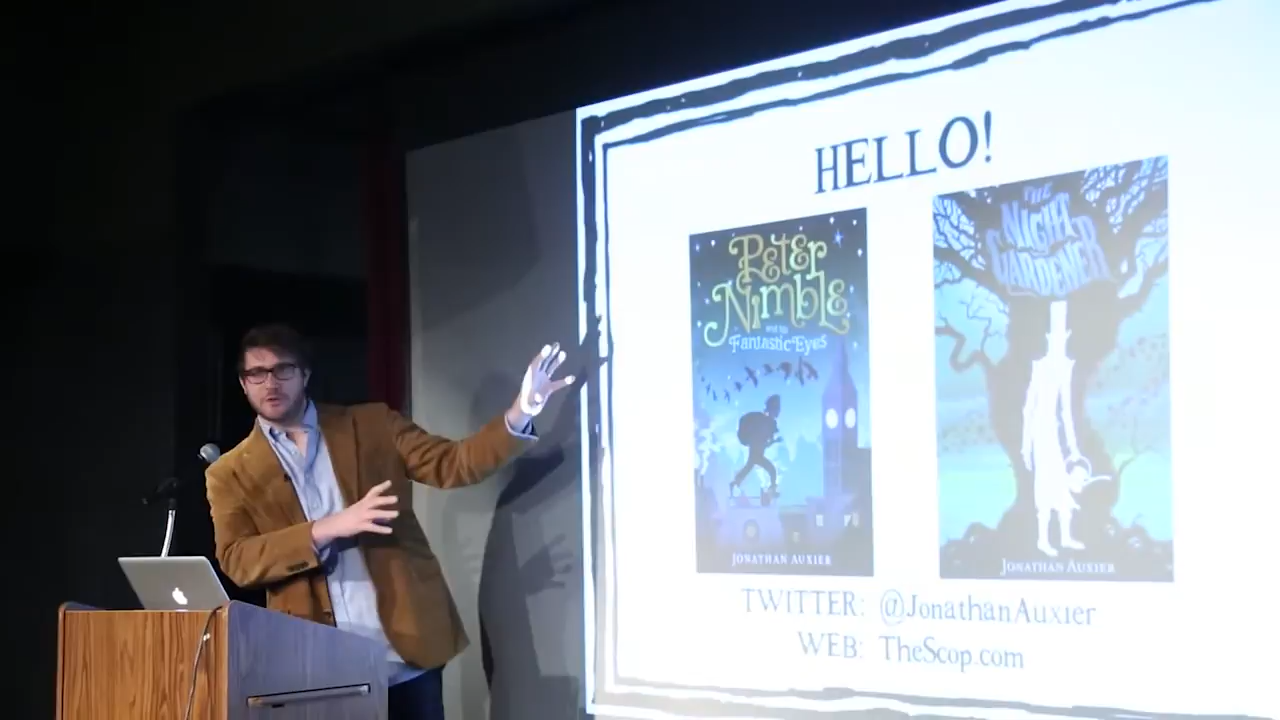 HELLO!
Peter
Nimble
and his
Fantastic Eyes
JONATHAN AUXIER
THE
NIGHT
GARDENER
JONATHAN AUXIER
TWITTER: @JonathanAuxier
WEB: TheScop.com